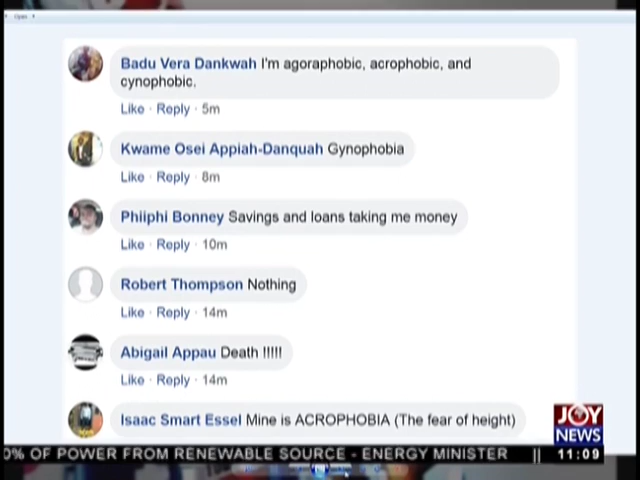 Open
Badu Vera Dankwah I'm agoraphobic, acrophobic, and
cynophobic.
Like · Reply · 5m
Kwame Osei Appiah-Danquah Gynophobia
Like · Reply · 8m
Phiiphi Bonney Savings and loans taking me money
Like · Reply · 10m
Robert Thompson Nothing
Like · Reply · 14m
Abigail Appau Death !!!!!
Like · Reply · 14m
Isaac Smart Essel Mine is ACROPHOBIA (The fear of height)
JOY
NEWS
0% OF POWER FROM RENEWABLE SOURCE - ENERGY MINISTER || 11:09